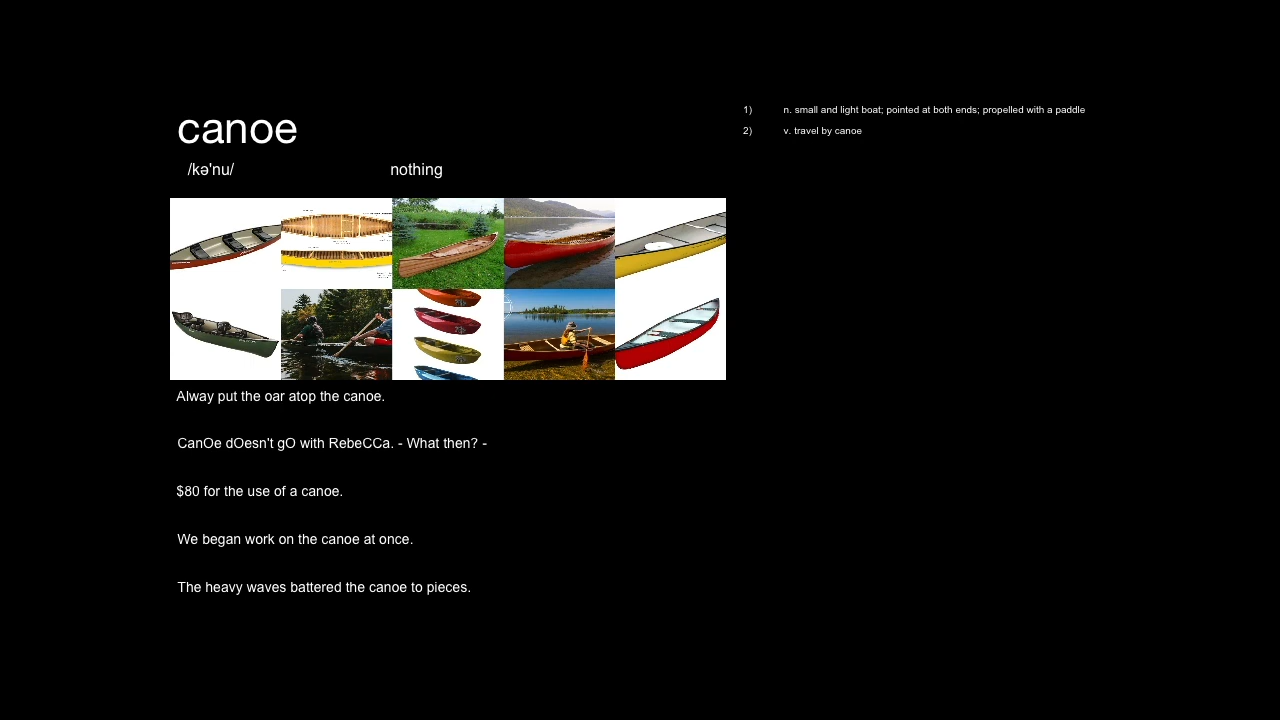 canoe
/kə'nu/
nothing
1) n. small and light boat; pointed at both ends; propelled with a paddle
2) v. travel by canoe
Alway put the oar atop the canoe.
CanOe dOesn't gO with RebeCCa. - What then? -
$80 for the use of a canoe.
We began work on the canoe at once.
The heavy waves battered the canoe to pieces.